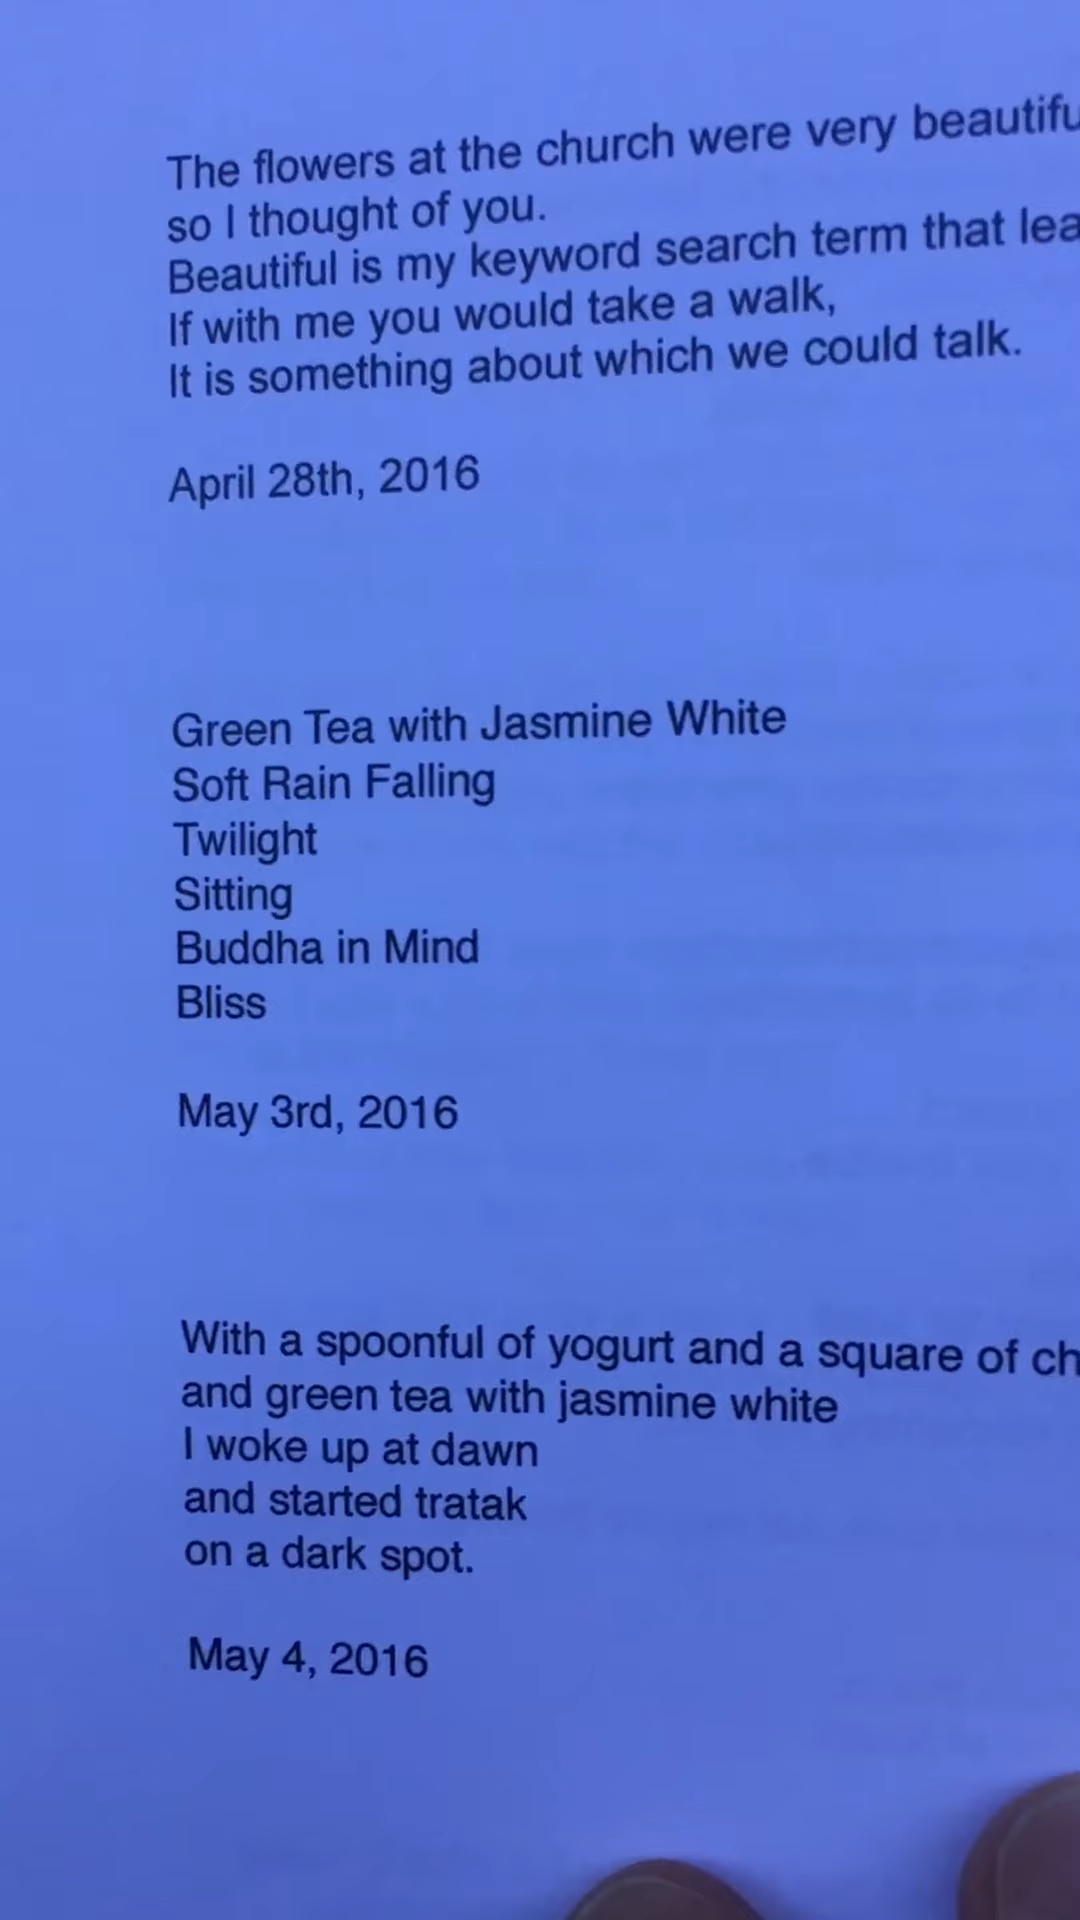 The flowers at the church were very
so I thought of you.
Beautiful is my keyword search term that
If with me you would take a walk,
It is something about which we could talk.
April 28th, 2016
Green Tea with Jasmine White
Soft Rain Falling
Twilight
Sitting
Buddha in Mind
Bliss
May 3rd, 2016
With a spoonful of yogurt and a square of
and green tea with jasmine white
I woke up at dawn
and started tratak
on a dark spot.
May 4, 2016